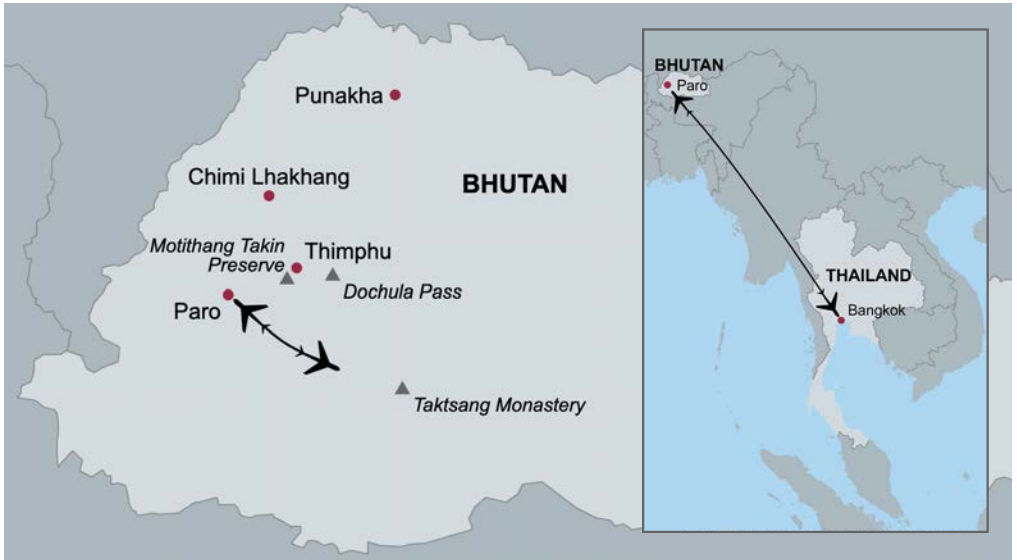 Punakha
Chimi Lhakhang
BHUTAN
Motithang Takin
Preserve
Thimphu
Dochula Pass
Paro
Taktsang Monastery
BHUTAN
Paro
THAILAND
Bangkok